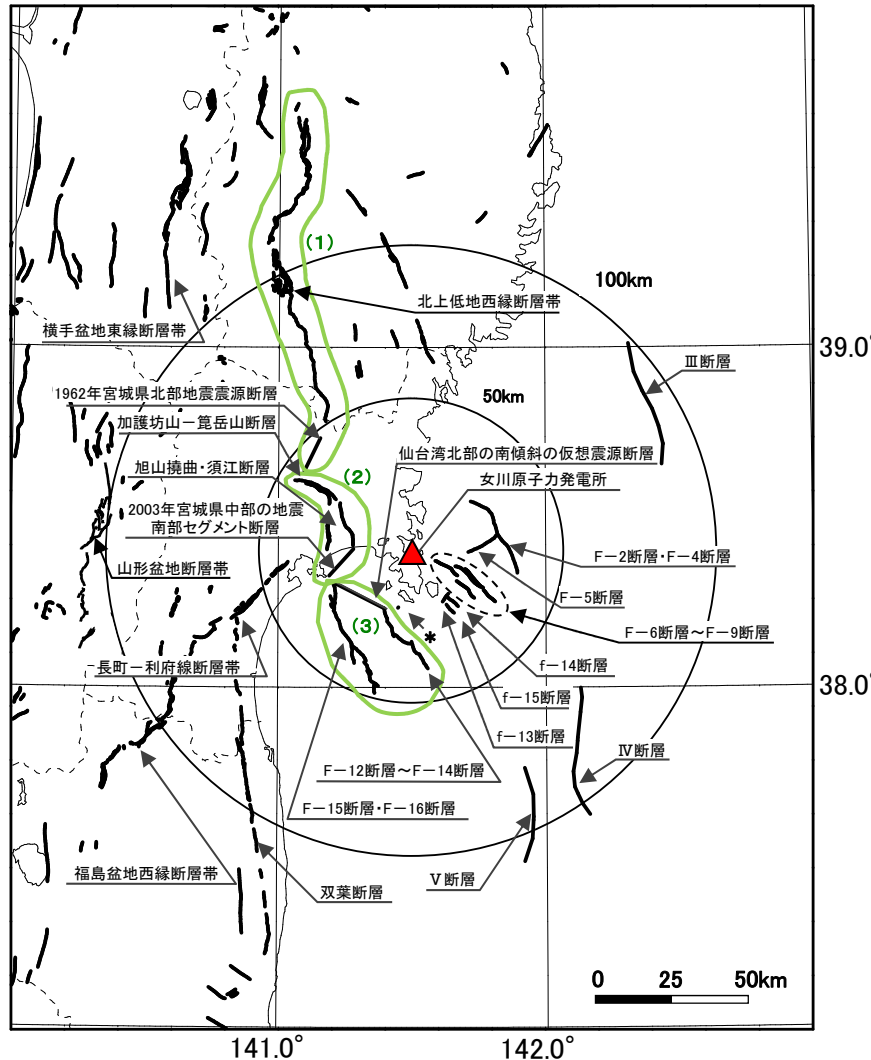 (1)
100km
北上低地西縁断層帯
横手盆地東縁断層帯
39.0°
Ⅲ断層
1962年宮城県北部地震震源断層
50km
加護坊山－箟岳山断層
仙台湾北部の南傾斜の仮想震源断層
旭山撓曲・須江断層
(2)
女川原子力発電所
2003年宮城県中部の地震
南部セグメント断層
F－2断層・F－4断層
山形盆地断層帯
F－5断層
(3)
*
F－6断層～F－9断層
長町－利府線断層帯
f－14断層
38.0°
f－15断層
f－13断層
Ⅳ断層
F－12断層～F－14断層
F－15断層・F－16断層
福島盆地西縁断層帯
双葉断層
Ⅴ断層
0 25 50km
141.0° 142.0°